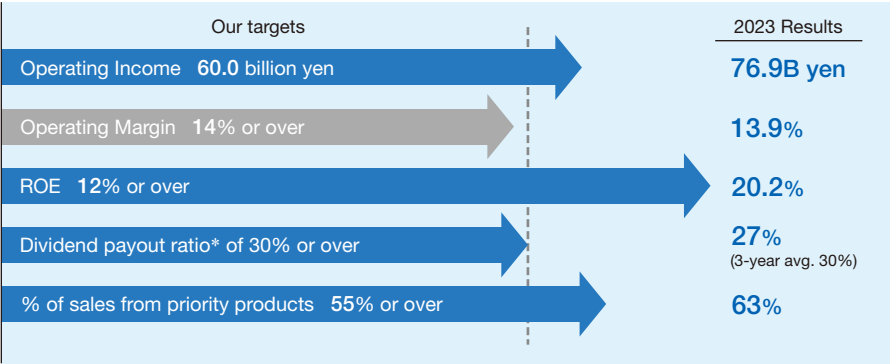 Our targets 2023 Results
Operating Income 60.0 billion yen 76.9B yen
Operating Margin 14% or over 13.9%
ROE 12% or over 20.2%
Dividend payout ratio* of 30% or over 27%
(3-year avg. 30%)
% of sales from priority products 55% or over 63%